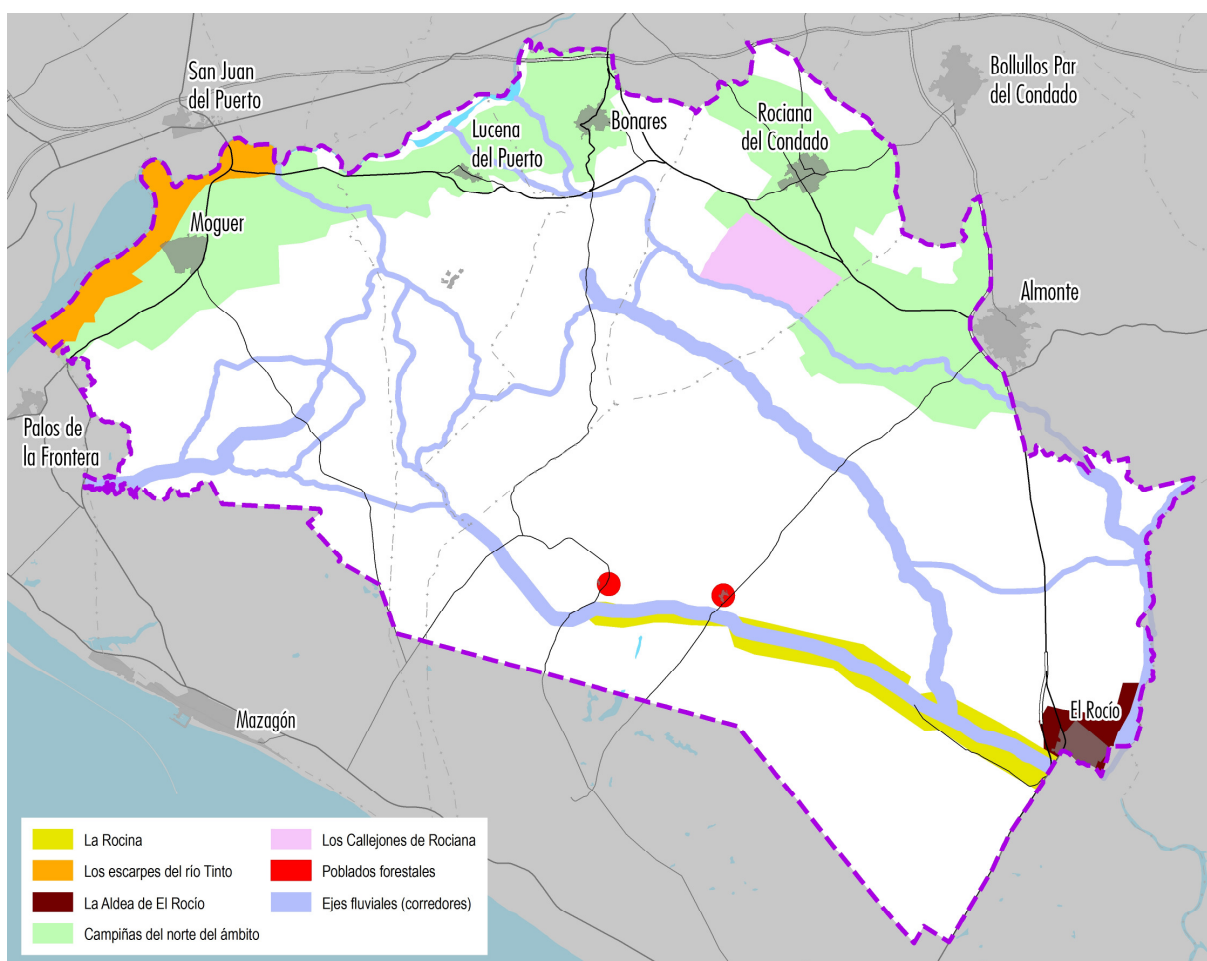 San Juan
del Puerto
Bollullos Par
del Condado
Lucena
del Puerto
Bonares
Rociana
del Condado
Moguer
Almonte
Palos de
la Frontera
Mazagón
El Rocío
La Rocina
Los escarpes del río Tinto
La Aldea de El Rocío
Campiñas del norte del ámbito
Los Callejones de Rociana
Poblados forestales
Ejes fluviales (corredores)